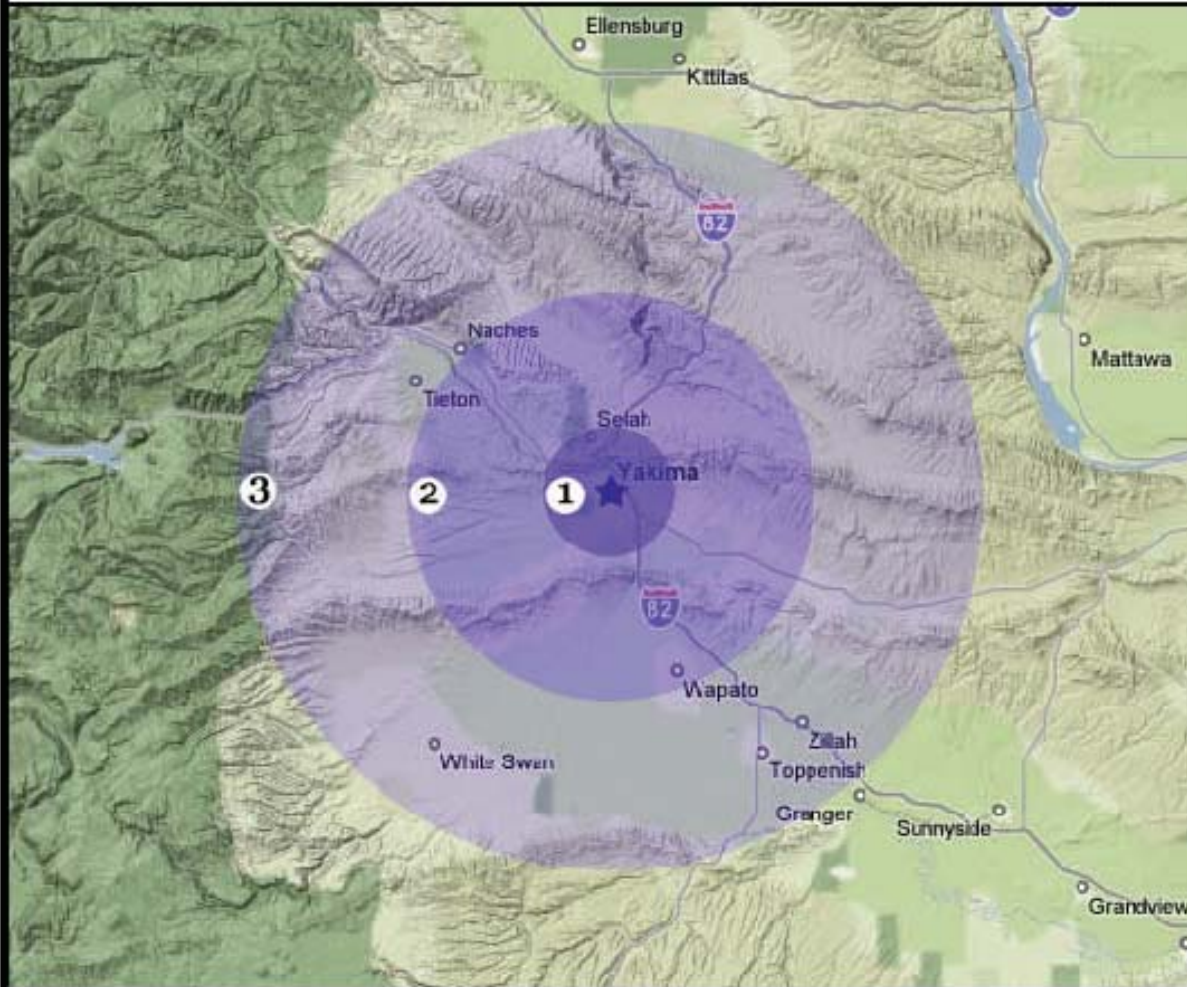 Ellensburg
Kttitas
82
Mattawa
Naches
Tieton
Selah
Yakima
3
2
1
82
Wapato
Zillah
White Swan
Toppenish
Granger
Sunnyside
Grandview